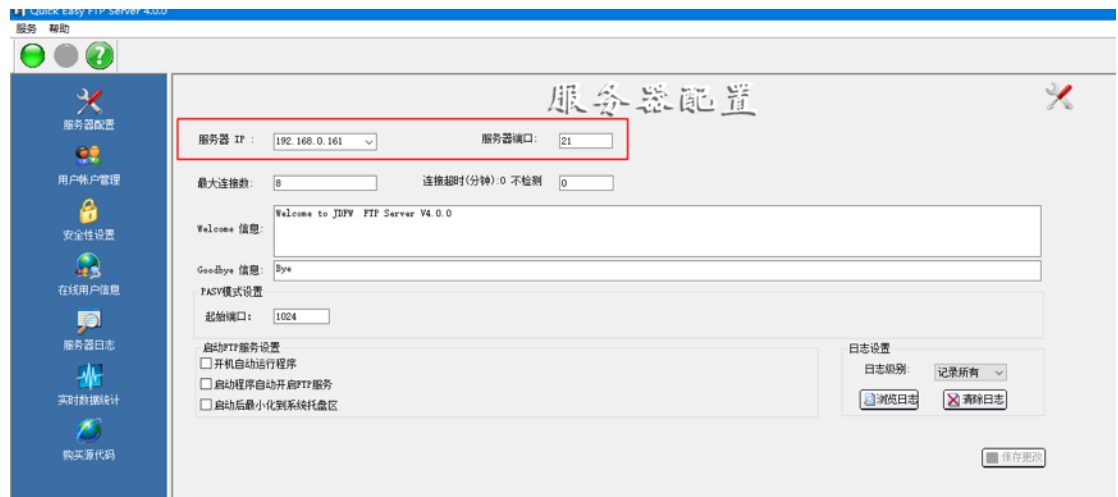 Quick Easy FTP Server 4.0.0
服务 帮助
服务器配置
服务器配置
服务器 IP : 192.168.0.161 服务器端口: 21
用户帐户管理
最大连接数: 8 连接超时(分钟):0 不检测 0
安全性设置
Welcome 信息: Welcome to JDFW FTP Server V4.0.0
在线用户信息
Goodbye 信息: Bye
PASV模式设置
起始端口: 1024
服务器日志
启动FTP服务设置
开机自动运行程序
启动程序自动开启FTP服务
启动后最小化到系统托盘区
日志设置
日志级别: 记录所有
浏览日志 清除日志
实时数据统计
购买源代码
保存更改